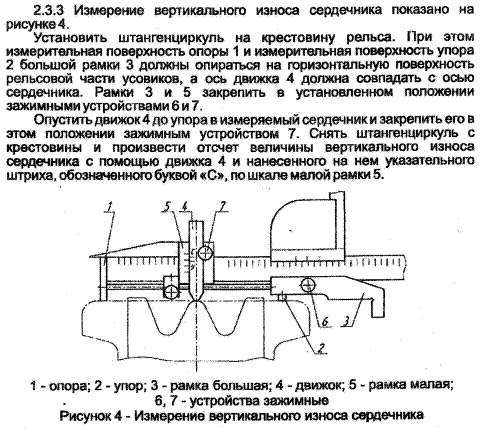 2.3.3 Измерение вертикального износа сердечника показано на
рисунке 4.
Установить штангенциркуль на крестовину рельса. При этом
измерительная поверхность опоры 1 и измерительная поверхность упора
2 большой рамки 3 должны опираться на горизонтальную поверхность
рельсовой части усовиков, а ось движка 4 должна совпадать с осью
сердечника. Рамки 3 и 5 закрепить в установленном положении
зажимными устройствами 6 и 7.
Опустить движок 4 до упора в измеряемый сердечник и закрепить его в
этом положении зажимным устройством 7. Снять штангенциркуль с
крестовины и произвести отсчет величины вертикального износа
сердечника с помощью движка 4 и нанесенного на нем указательного
штриха, обозначенного буквой «С», по шкале малой рамки 5.
1 5 4 7
6 3
2
1 - опора; 2 - упор; 3 - рамка большая; 4 - движок; 5 - рамка малая;
6, 7 - устройства зажимные
Рисунок 4 - Измерение вертикального износа сердечника